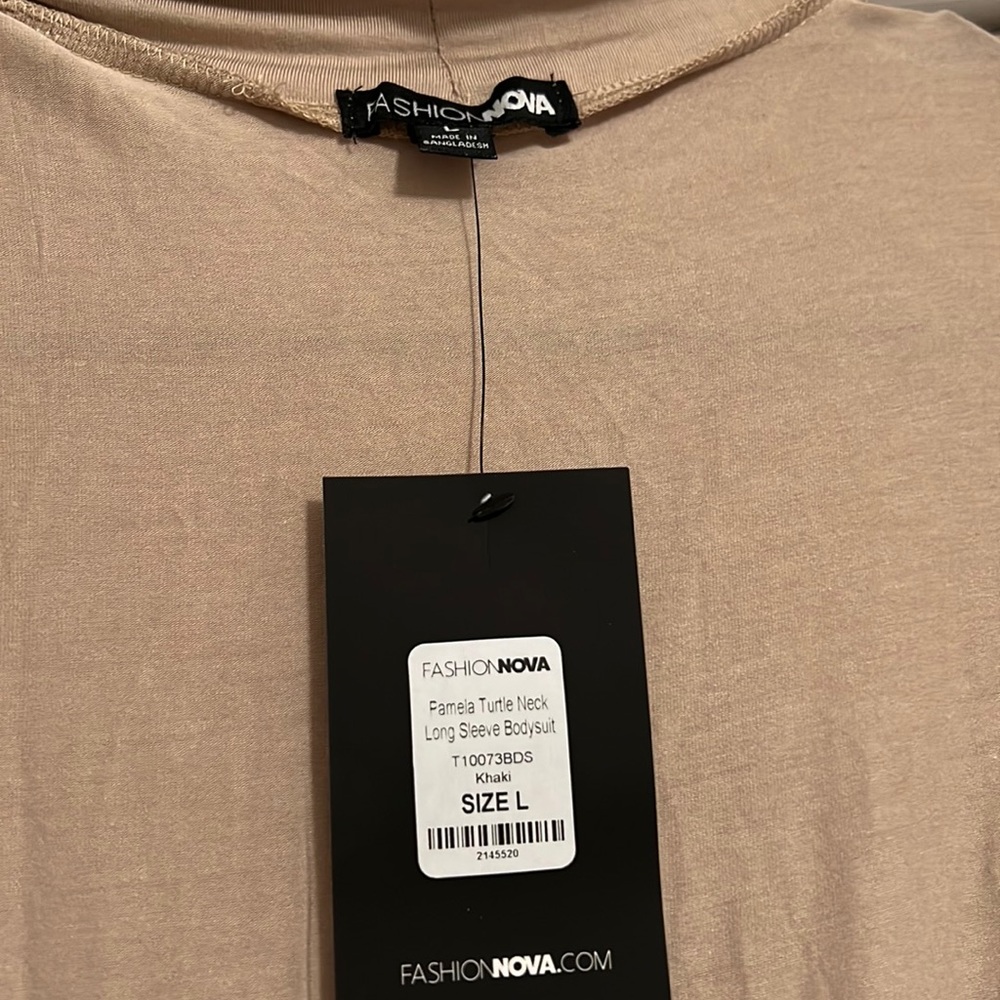 FASHIONNOVA
L
MADE IN
BANGLADESH
FASHIONNOVA
Pamela Turtle Neck
Long Sleeve Bodysuit
T10073BDS
Khaki
SIZE L
2145520
FASHIONNOVA.COM